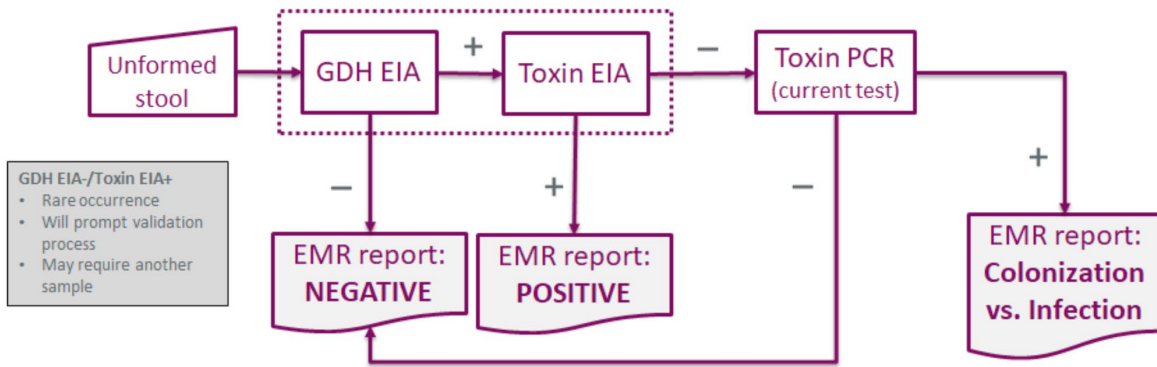 Unformed
stool
GDH EIA
+
Toxin EIA
−
Toxin PCR
(current test)
−
+
−
+
GDH EIA-/Toxin EIA+
• Rare occurrence
• Will prompt validation
process
• May require another
sample
EMR report:
NEGATIVE
EMR report:
POSITIVE
EMR report:
Colonization
vs. Infection